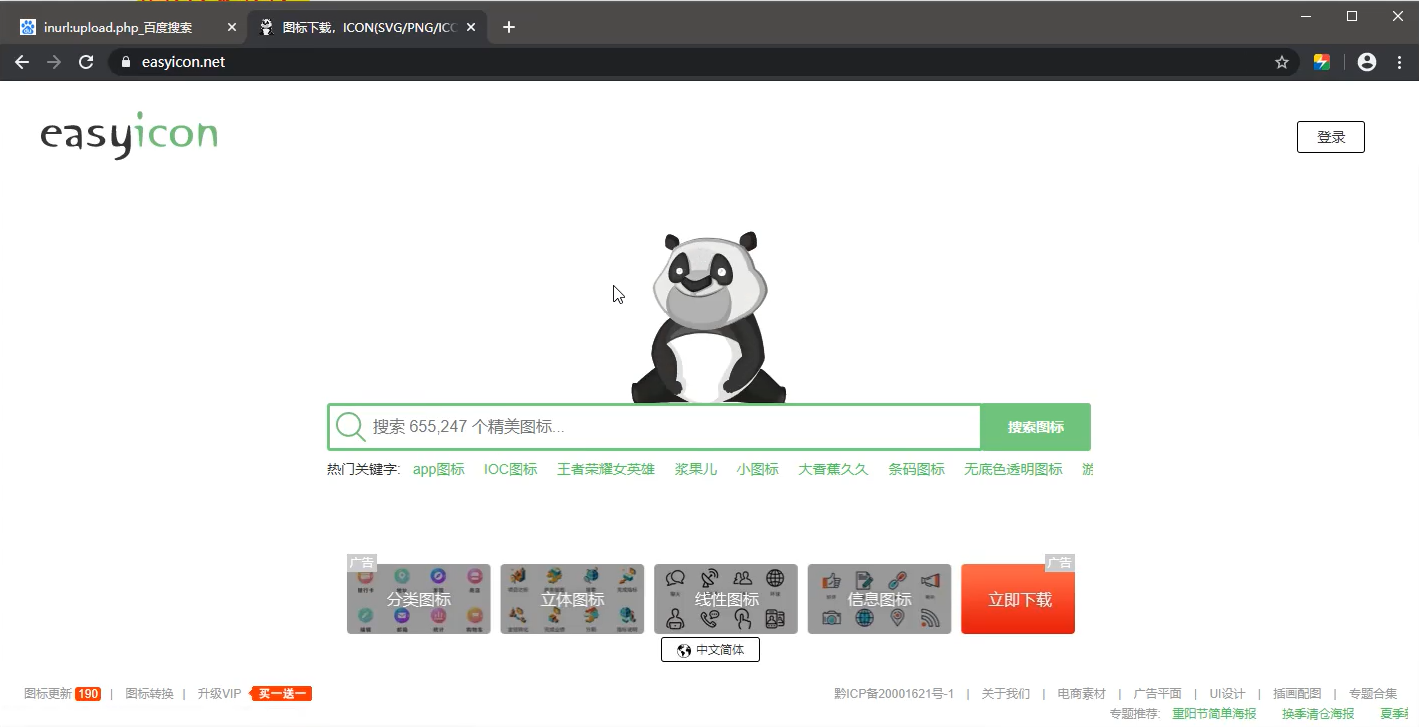 inurl:upload.php_百度搜索
图标下载，ICON(SVG/PNG/ICO
easyicon.net
easyicon
登录
搜索 655,247 个精美图标...
搜索图标
热门关键字: app图标 IOC图标 王者荣耀女英雄 浆果儿 小图标 大香蕉久久 条码图标 无底色透明图标 游
广告
广告
分类图标
立体图标
线性图标
信息图标
立即下载
中文简体
图标更新 190 | 图标转换 | 升级VIP 买一送一
黔ICP备20001621号-1 | 关于我们 | 电商素材 | 广告平面 | UI设计 | 插画配图 | 专题合集
专题推荐: 重阳节简单海报 换季清仓海报 夏季